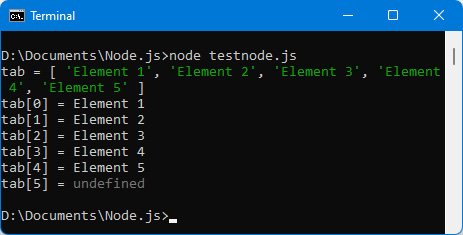 Terminal
D:\Documents\Node.js>node testnode.js
tab = [ 'Element 1', 'Element 2', 'Element 3', 'Element
 4', 'Element 5' ]
tab[0] = Element 1
tab[1] = Element 2
tab[2] = Element 3
tab[3] = Element 4
tab[4] = Element 5
tab[5] = undefined
D:\Documents\Node.js>